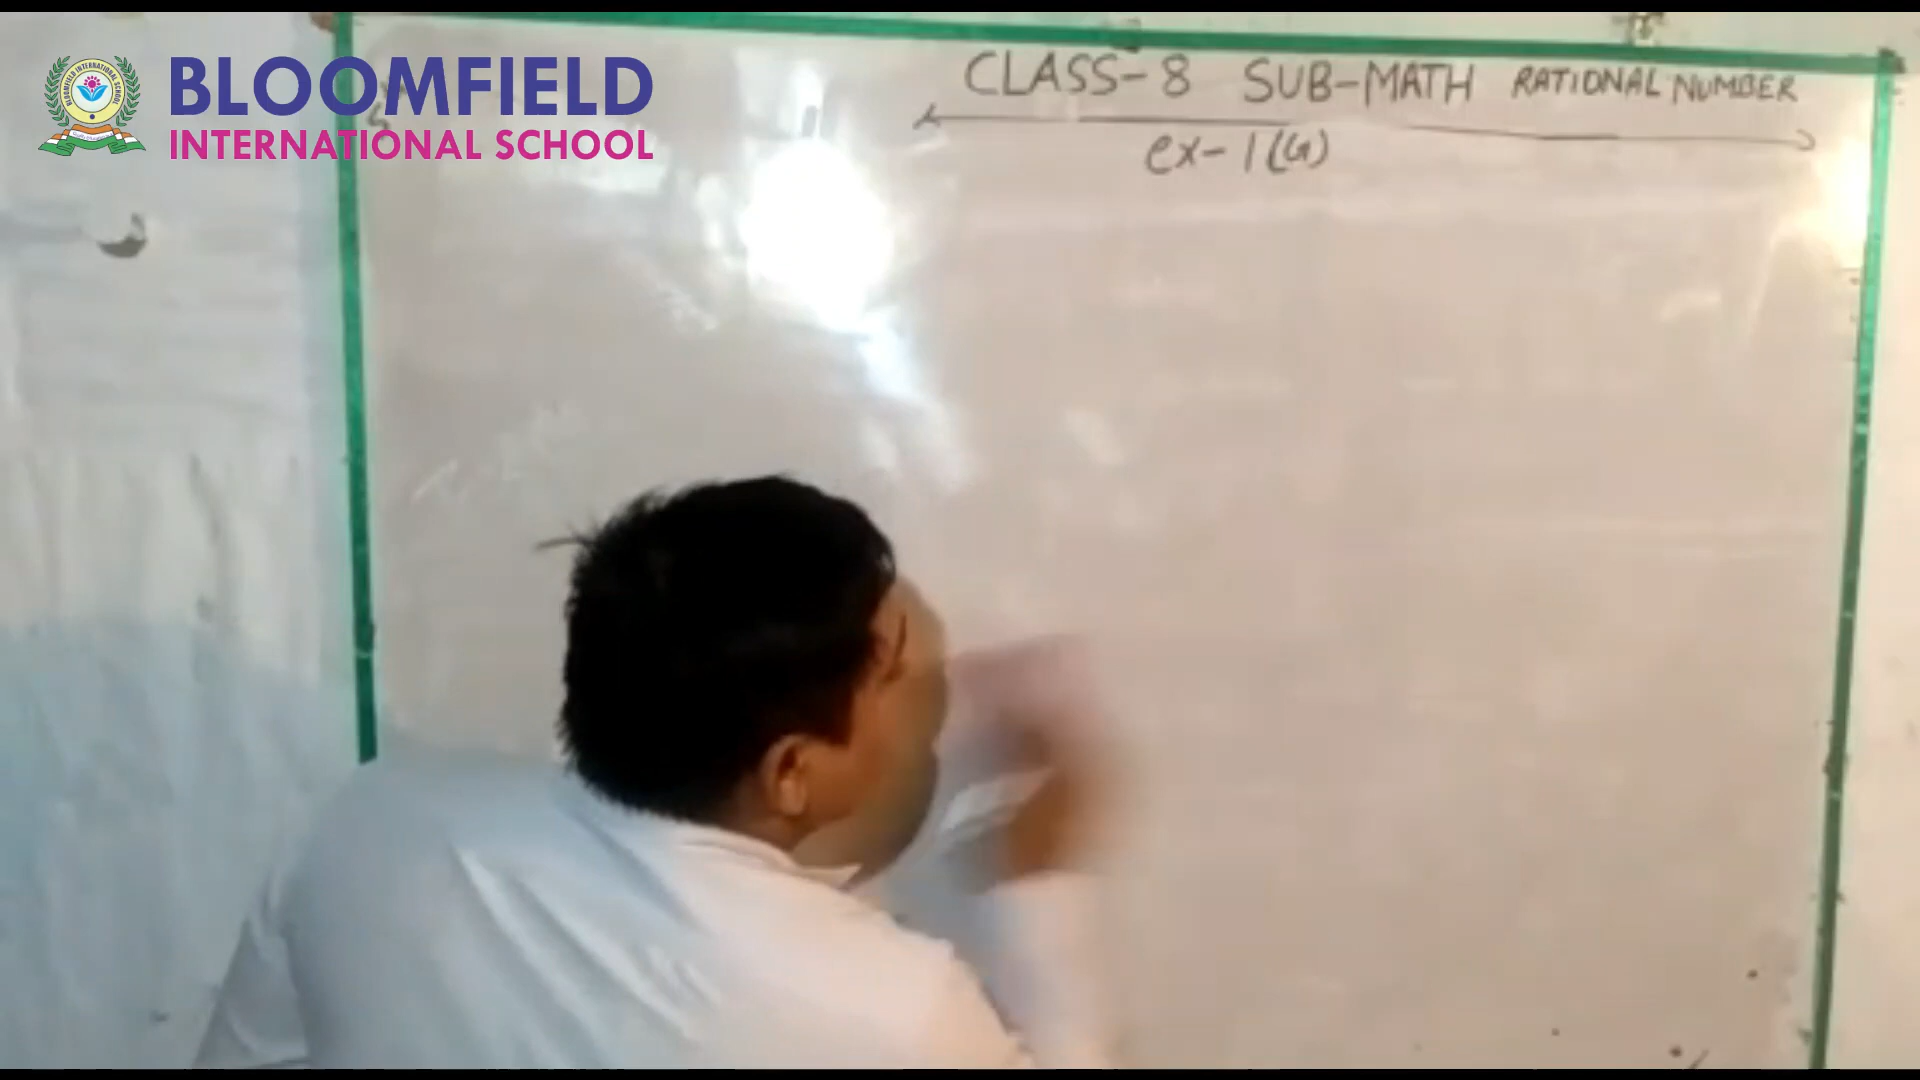 BLOOMFIELD
INTERNATIONAL SCHOOL
CLASS-8 SUB-MATH RATIONAL NUMBER
ex-1(G)